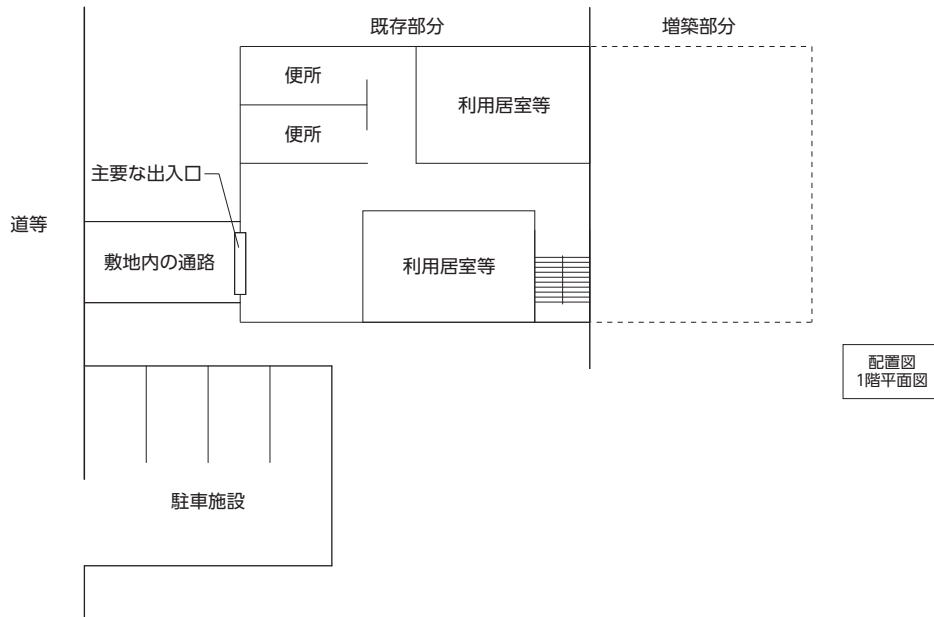 既存部分
増築部分
便所
便所
利用居室等
主要な出入口
道等
敷地内の通路
利用居室等
配置図
1階平面図
駐車施設